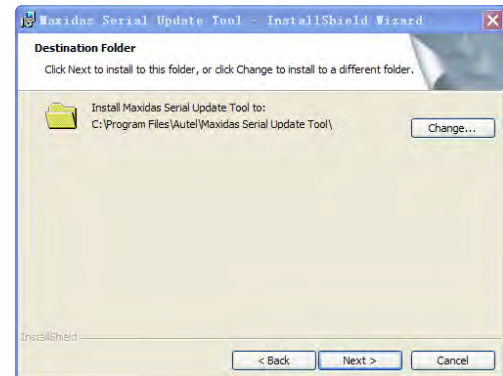 Maxidas Serial Update Tool - InstallShield Wizard
Destination Folder
Click Next to install to this folder, or click Change to install to a different folder.
Install Maxidas Serial Update Tool to:
C:\Program Files\Autel\Maxidas Serial Update Tool\
Change...
InstallShield
< Back
Next >
Cancel